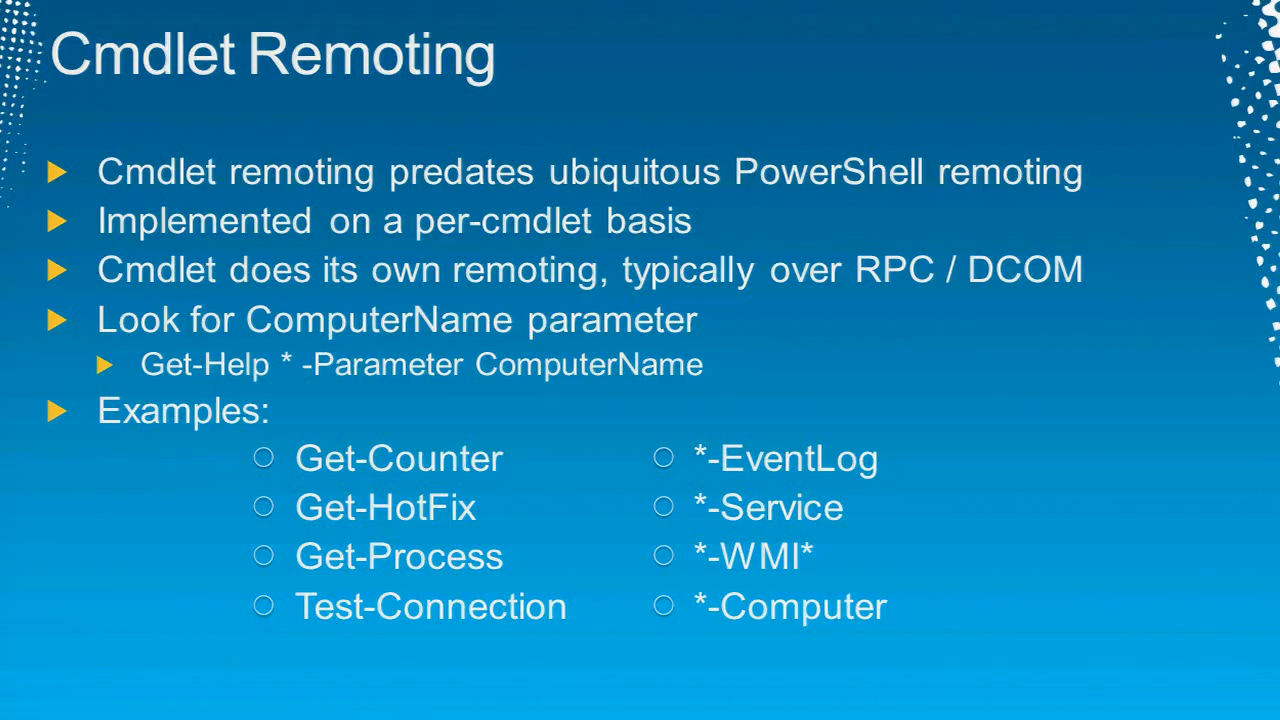 Cmdlet Remoting
Cmdlet remoting predates ubiquitous PowerShell remoting
Implemented on a per-cmdlet basis
Cmdlet does its own remoting, typically over RPC / DCOM
Look for ComputerName parameter
Get-Help * -Parameter ComputerName
Examples:
Get-Counter
Get-HotFix
Get-Process
Test-Connection
*-EventLog
*-Service
*-WMI*
*-Computer